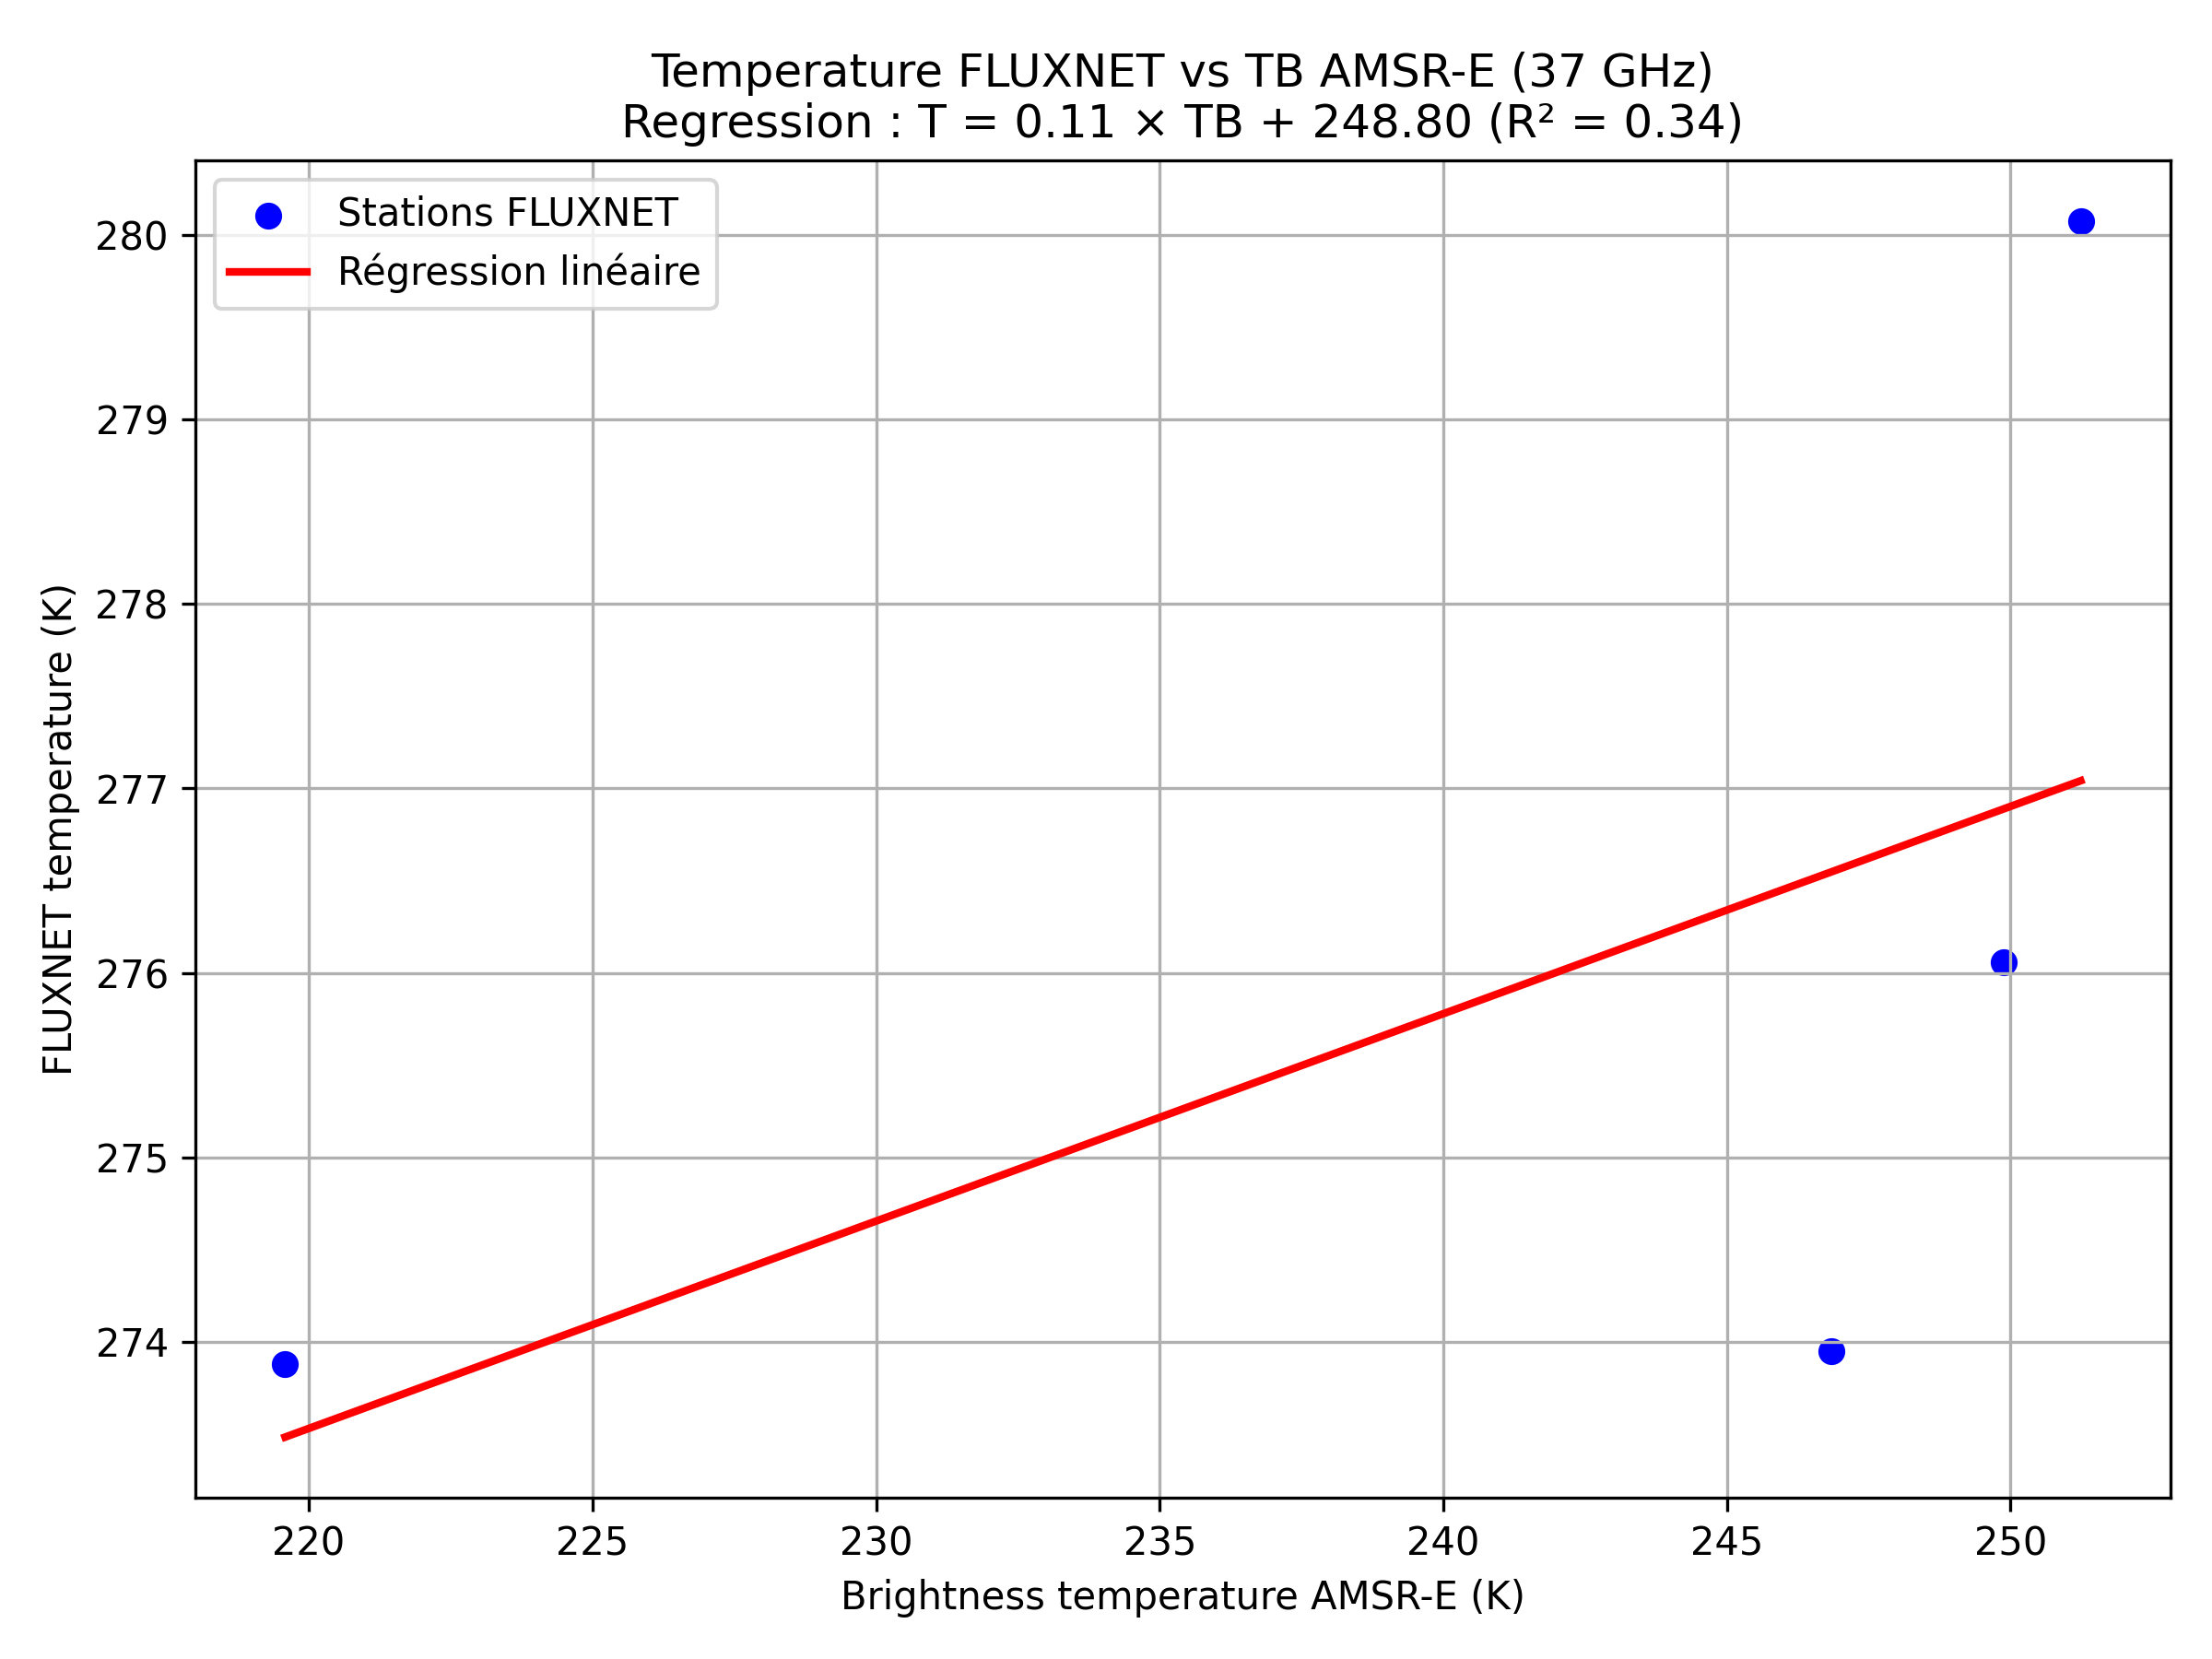 Temperature FLUXNET vs TB AMSR-E (37 GHz)
Regression : T = 0.11 × TB + 248.80 (R² = 0.34)
Stations FLUXNET
Régression linéaire
FLUXNET temperature (K)
280
279
278
277
276
275
274
220 225 230 235 240 245 250
Brightness temperature AMSR-E (K)